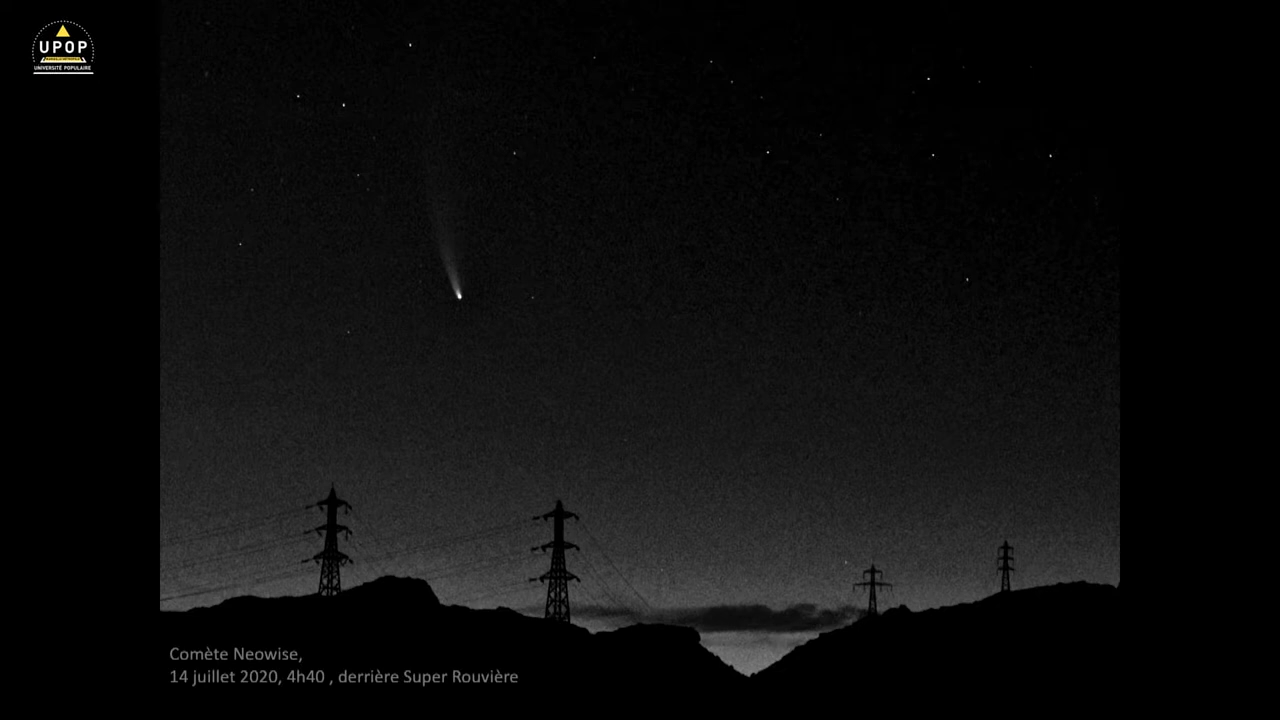 UPOP
UNIVERSITÉ POPULAIRE
Comète Neowise,
14 juillet 2020, 4h40 , derrière Super Rouvière